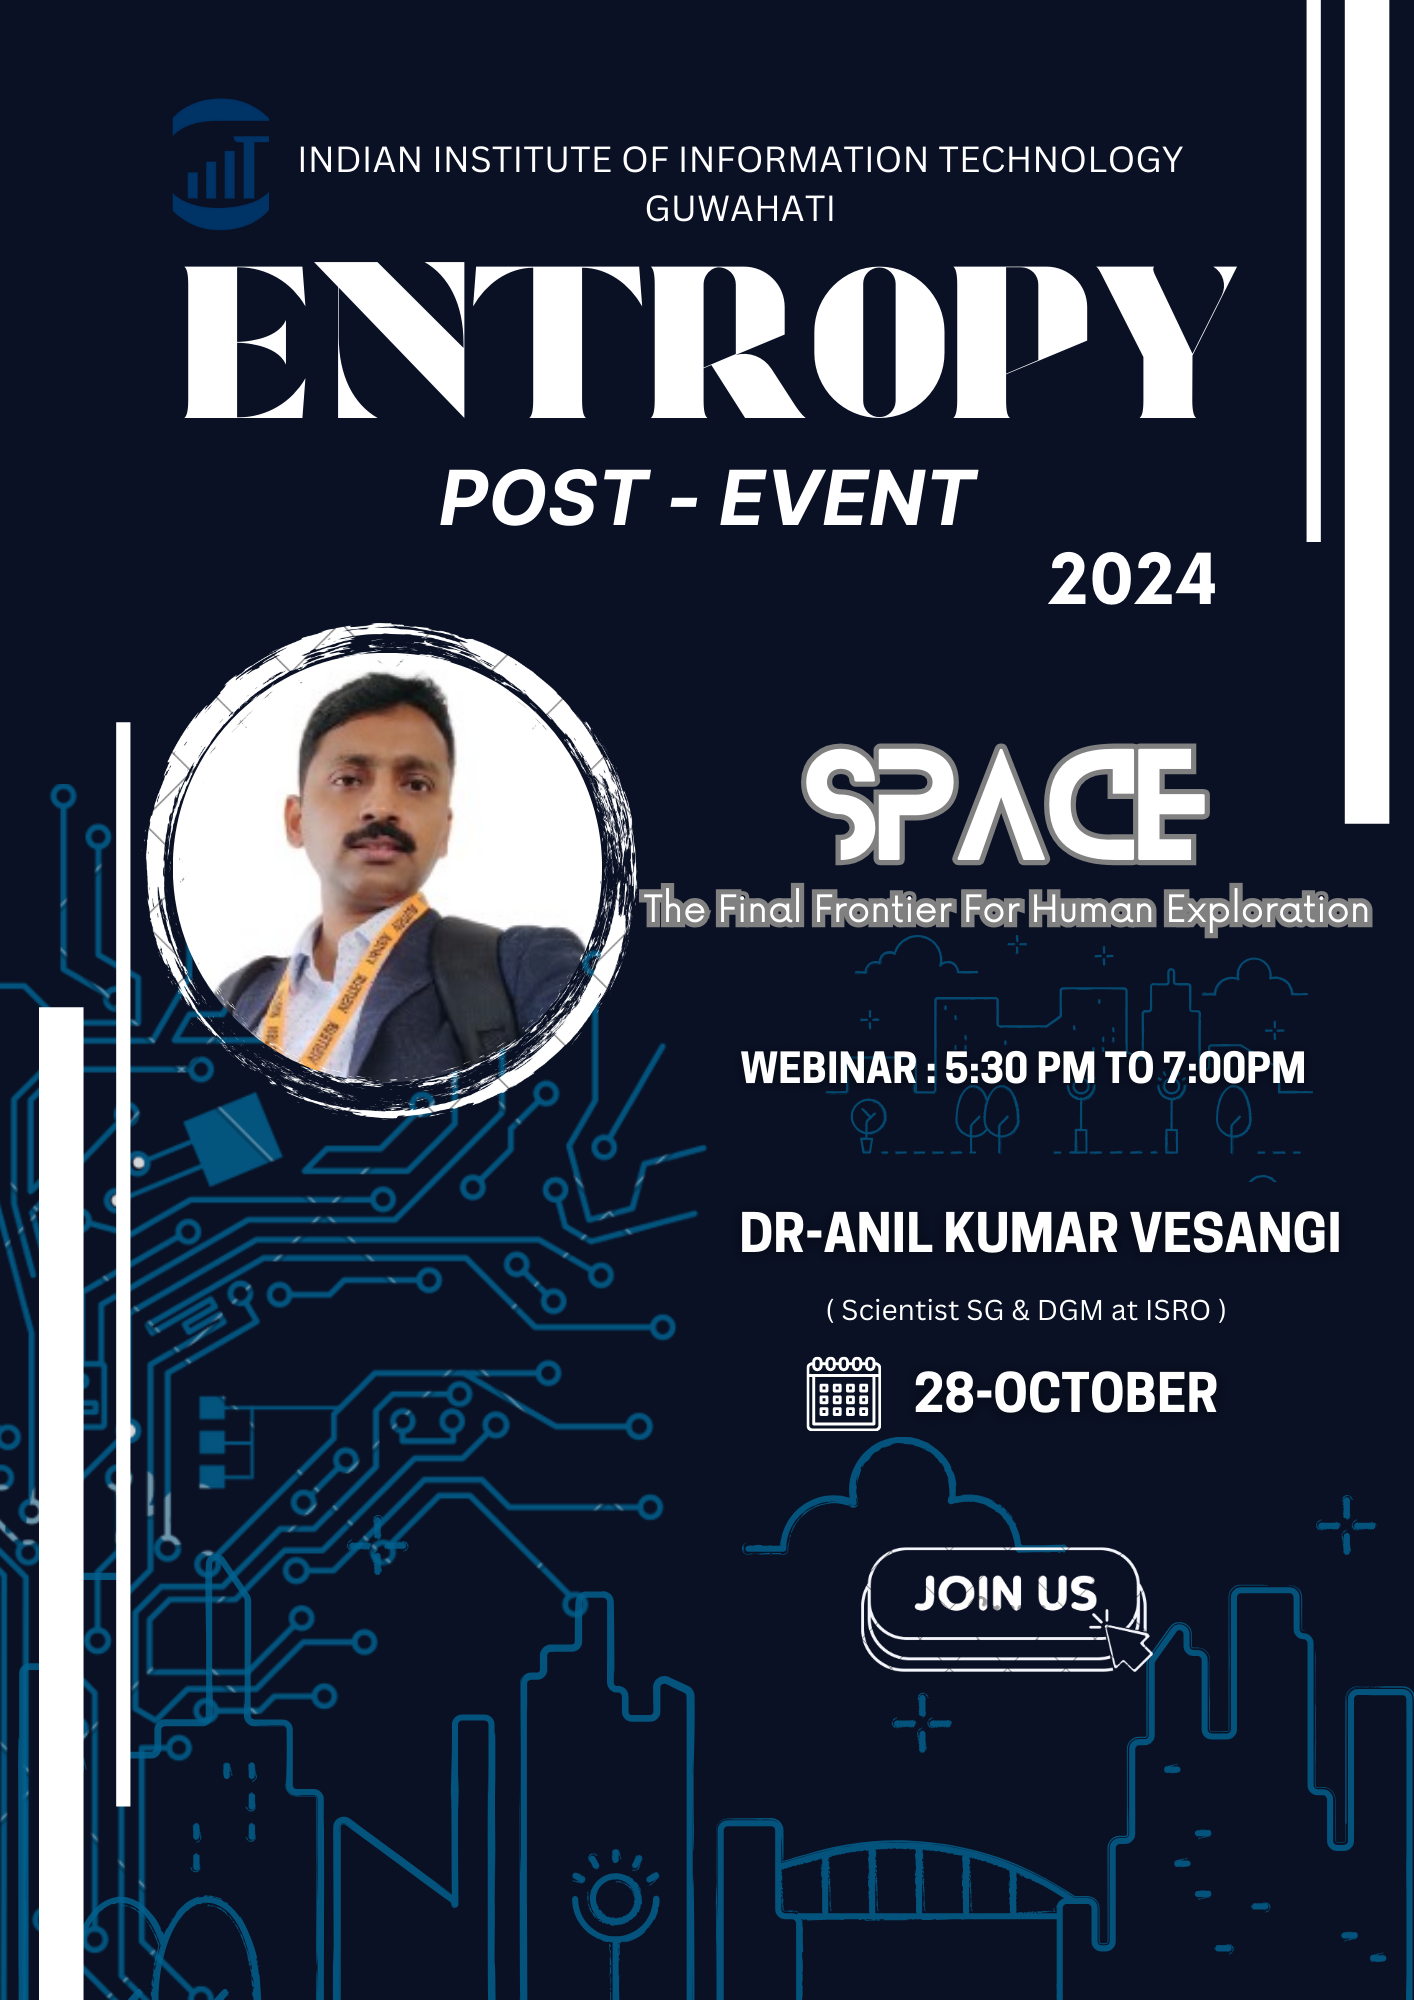 INDIAN INSTITUTE OF INFORMATION TECHNOLOGY
GUWAHATI
ENTROPY
POST - EVENT
2024
SPACE
The Final Frontier For Human Exploration
WEBINAR : 5:30 PM TO 7:00PM
DR-ANIL KUMAR VESANGI
( Scientist SG & DGM at ISRO )
28-OCTOBER
JOIN US